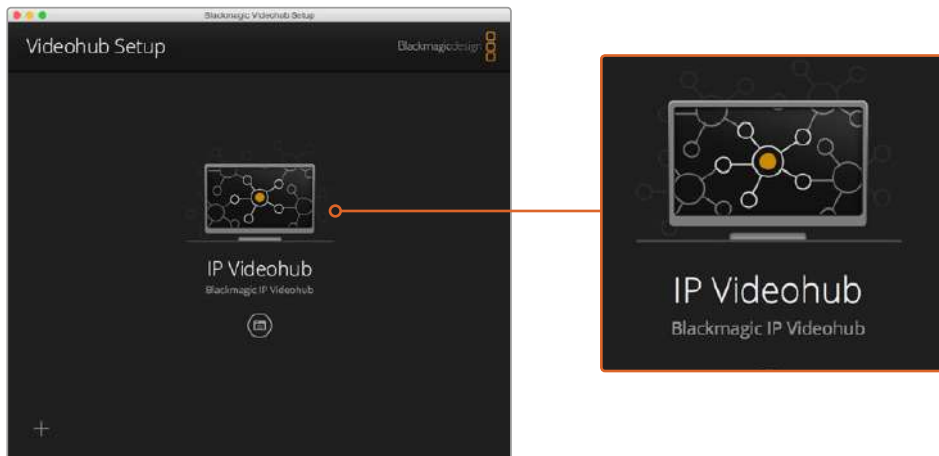 Blackmagic Videohub Setup
Videohub Setup
Blackmagicdesign
IP Videohub
Blackmagic IP Videohub
IP Videohub
Blackmagic IP Videohub